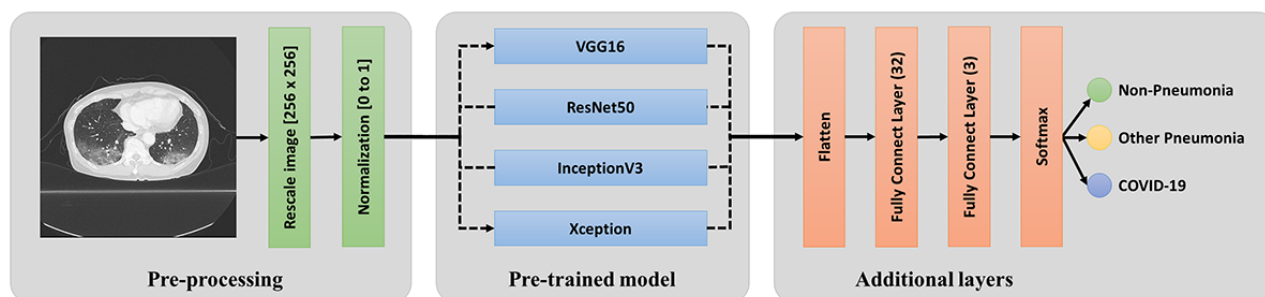 Rescale image [256 x 256]
Normalization [0 to 1]
Pre-processing
VGG16
ResNet50
InceptionV3
Xception
Pre-trained model
Flatten
Fully Connect Layer (32)
Fully Connect Layer (3)
Softmax
Non-Pneumonia
Other Pneumonia
COVID-19
Additional layers